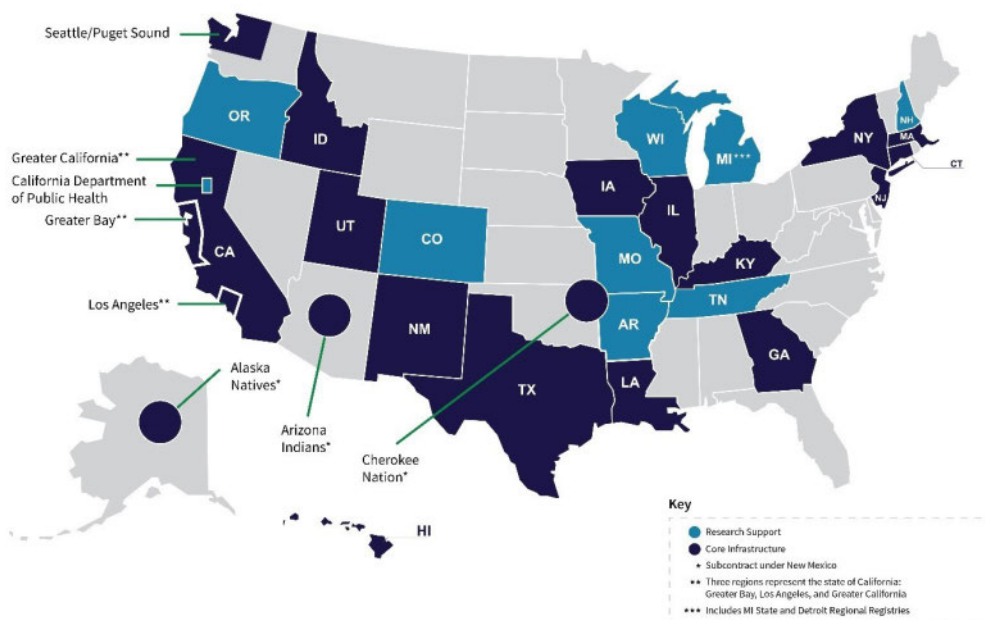 Seattle/Puget Sound
OR
ID
WI
MI***
NY
NH
MA
CT
NJ
Greater California**
California Department
of Public Health
Greater Bay**
CA
UT
CO
IA
IL
MO
KY
TN
Los Angeles**
NM
AR
GA
TX
LA
Alaska
Natives*
Arizona
Indians*
Cherokee
Nation*
HI
Key
Research Support
Core Infrastructure
* Subcontract under New Mexico
** Three regions represent the state of California:
Greater Bay, Los Angeles, and Greater California
*** Includes MI State and Detroit Regional Registries